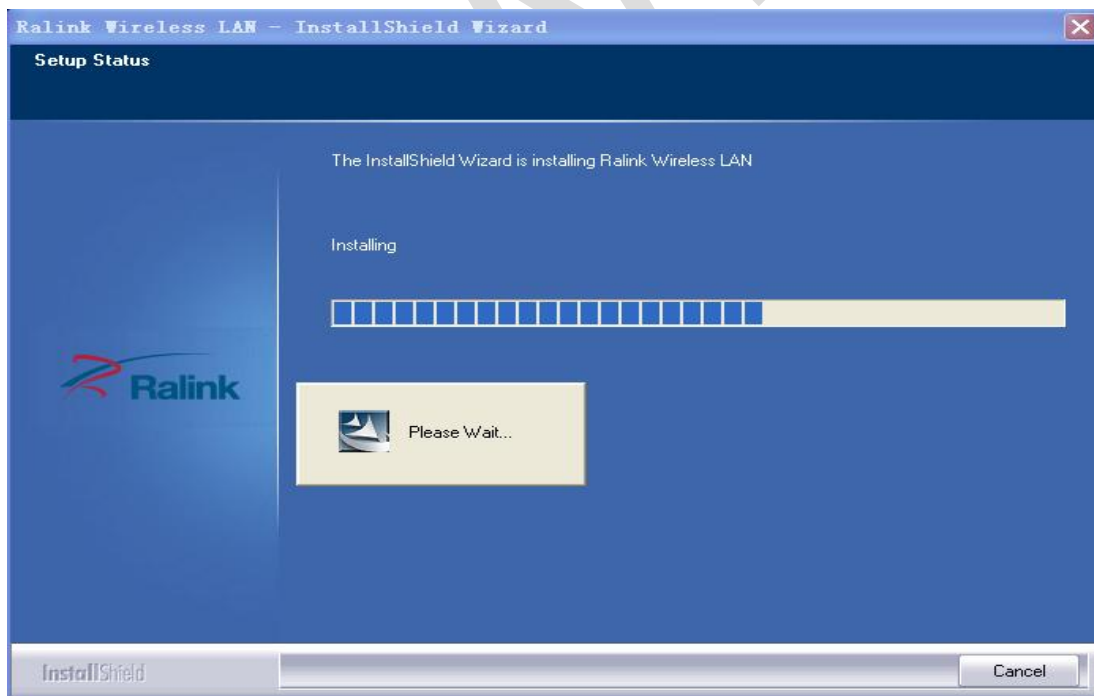 Ralink Wireless LAN - InstallShield Wizard
Setup Status
The InstallShield Wizard is installing Ralink Wireless LAN
Installing
Ralink
Please Wait...
InstallShield
Cancel